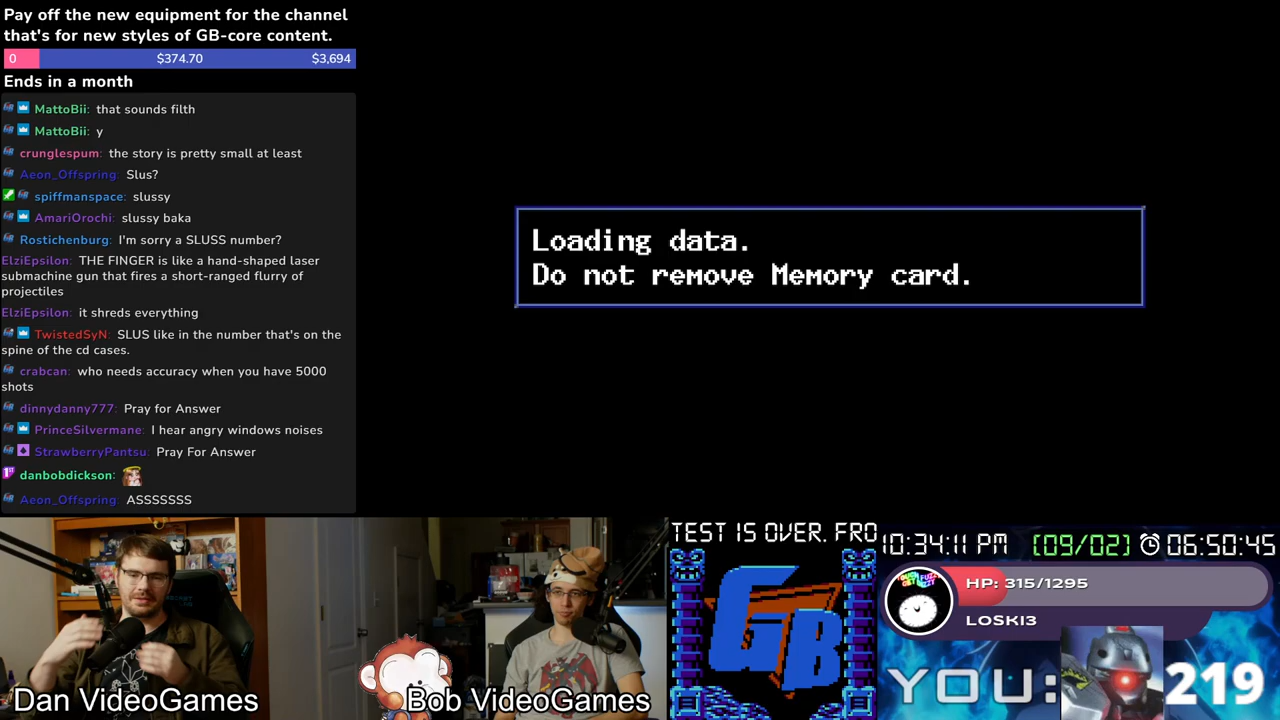 Pay off the new equipment for the channel
that's for new styles of GB-core content.
0 $374.70 $3,694
Ends in a month
MattoBii: that sounds filth
MattoBii: y
crunglespum: the story is pretty small at least
Aeon_Offspring: Slus?
spiffmanspace: slussy
AmariOrochi: slussy baka
Rostichenburg: I'm sorry a SLUSS number?
ElziEpsilon: THE FINGER is like a hand-shaped laser
submachine gun that fires a short-ranged flurry of
projectiles
ElziEpsilon: it shreds everything
TwistedSyN: SLUS like in the number that's on the
spine of the cd cases.
crabcan: who needs accuracy when you have 5000
shots
dinnydanny777: Pray for Answer
PrinceSilvermane: I hear angry windows noises
StrawberryPantsu: Pray For Answer
danbobdickson:
Aeon_Offspring: ASSSSSSS
Loading data.
Do not remove Memory card.
Dan VideoGames
Bob VideoGames
TEST IS OVER. FRO
GB
10:34:11 PM [09/02] 06:50:45
HP: 315/1295
LOSKI3
YOU: 219